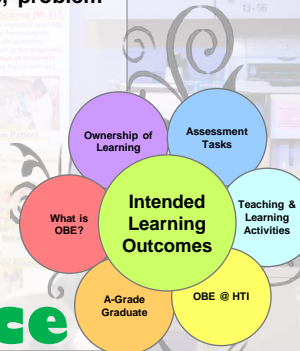 problem
Ownership of
Learning
Assessment
Tasks
What is
OBE?
Intended
Learning
Outcomes
Teaching &
Learning
Activities
A-Grade
Graduate
OBE @ HTI
ce